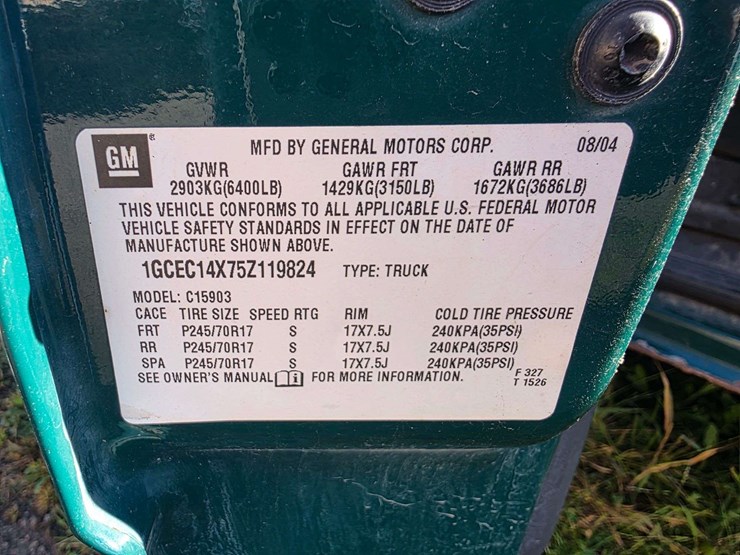 GM
MFD BY GENERAL MOTORS CORP. 08/04
GVWR GAWR FRT GAWR RR
2903KG(6400LB) 1429KG(3150LB) 1672KG(3686LB)
THIS VEHICLE CONFORMS TO ALL APPLICABLE U.S. FEDERAL MOTOR
VEHICLE SAFETY STANDARDS IN EFFECT ON THE DATE OF
MANUFACTURE SHOWN ABOVE.
1GCEC14X75Z119824 TYPE: TRUCK
MODEL: C15903
CACE TIRE SIZE SPEED RTG RIM COLD TIRE PRESSURE
FRT P245/70R17 S 17X7.5J 240KPA(35PSI)
RR P245/70R17 S 17X7.5J 240KPA(35PSI)
SPA P245/70R17 S 17X7.5J 240KPA(35PSI)
SEE OWNER'S MANUAL i FOR MORE INFORMATION.
F 327
T 1526